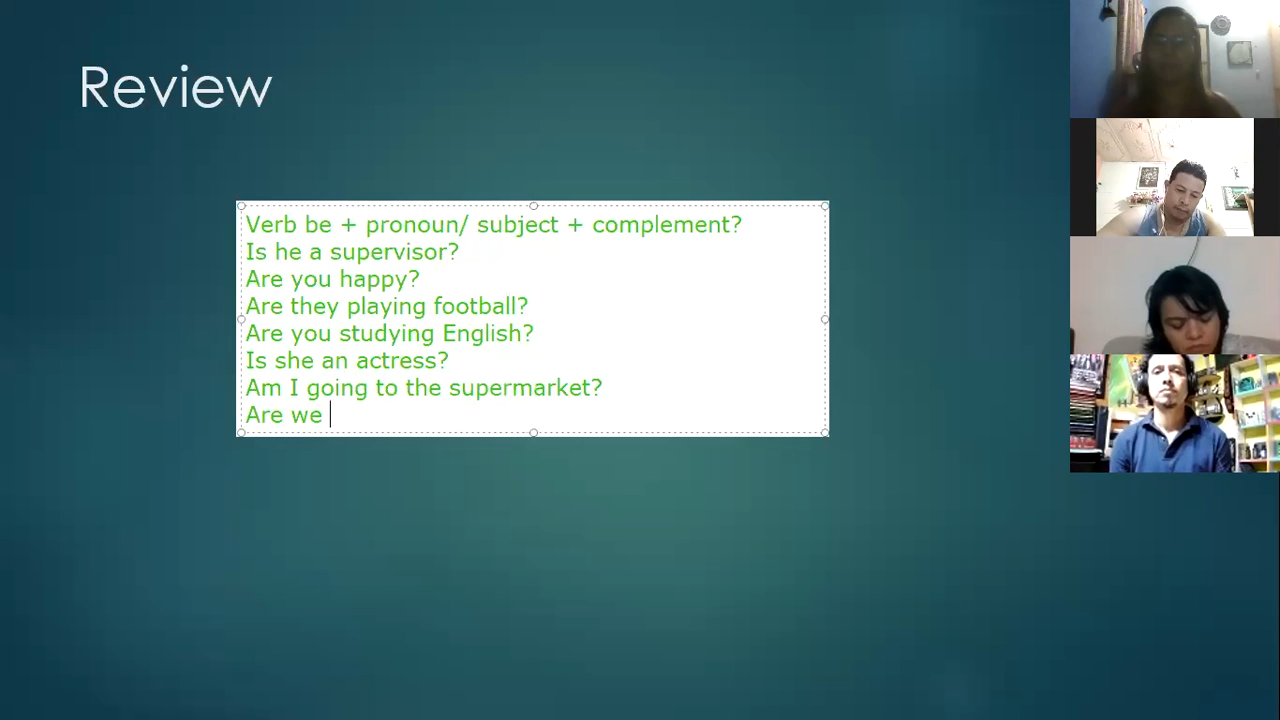 Review
Verb be + pronoun/ subject + complement?
Is he a supervisor?
Are you happy?
Are they playing football?
Are you studying English?
Is she an actress?
Am I going to the supermarket?
Are we